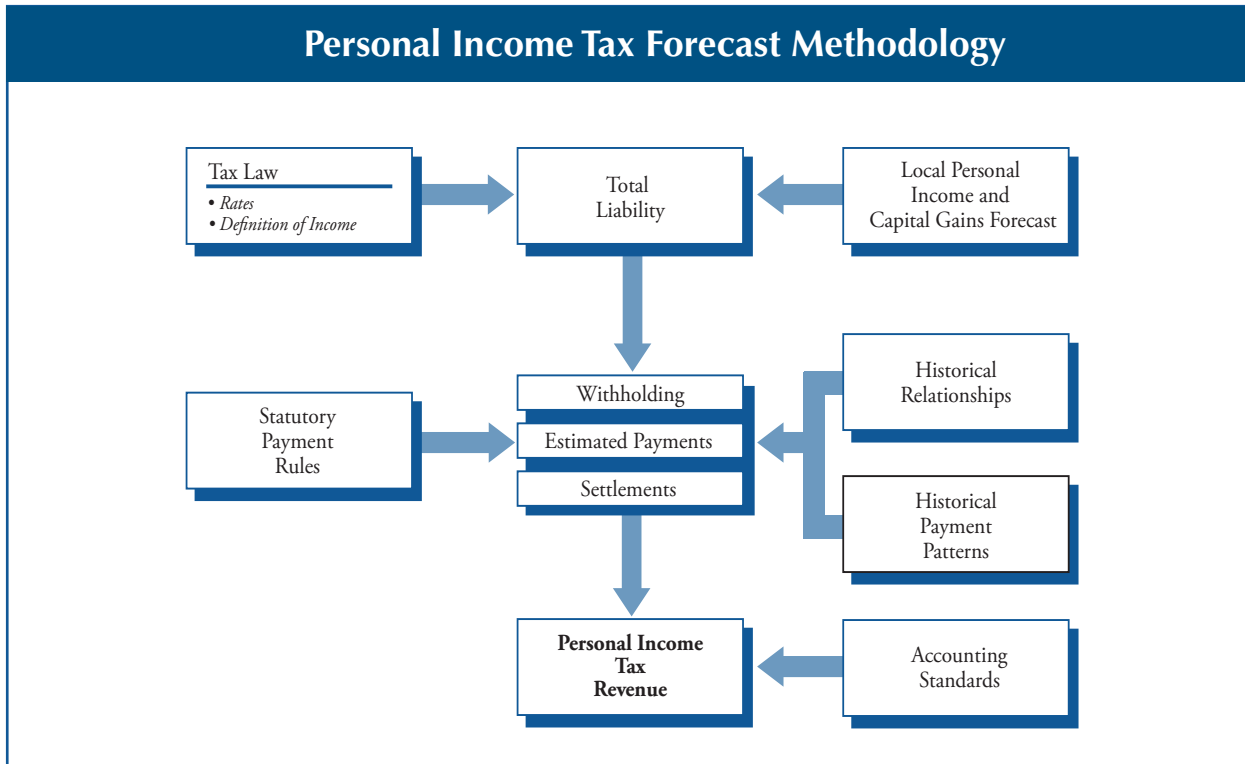 Personal Income Tax Forecast Methodology
Tax Law
• Rates
• Definition of Income
Total
Liability
Local Personal
Income and
Capital Gains Forecast
Statutory
Payment
Rules
Withholding
Estimated Payments
Settlements
Historical
Relationships
Historical
Payment
Patterns
Personal Income
Tax
Revenue
Accounting
Standards